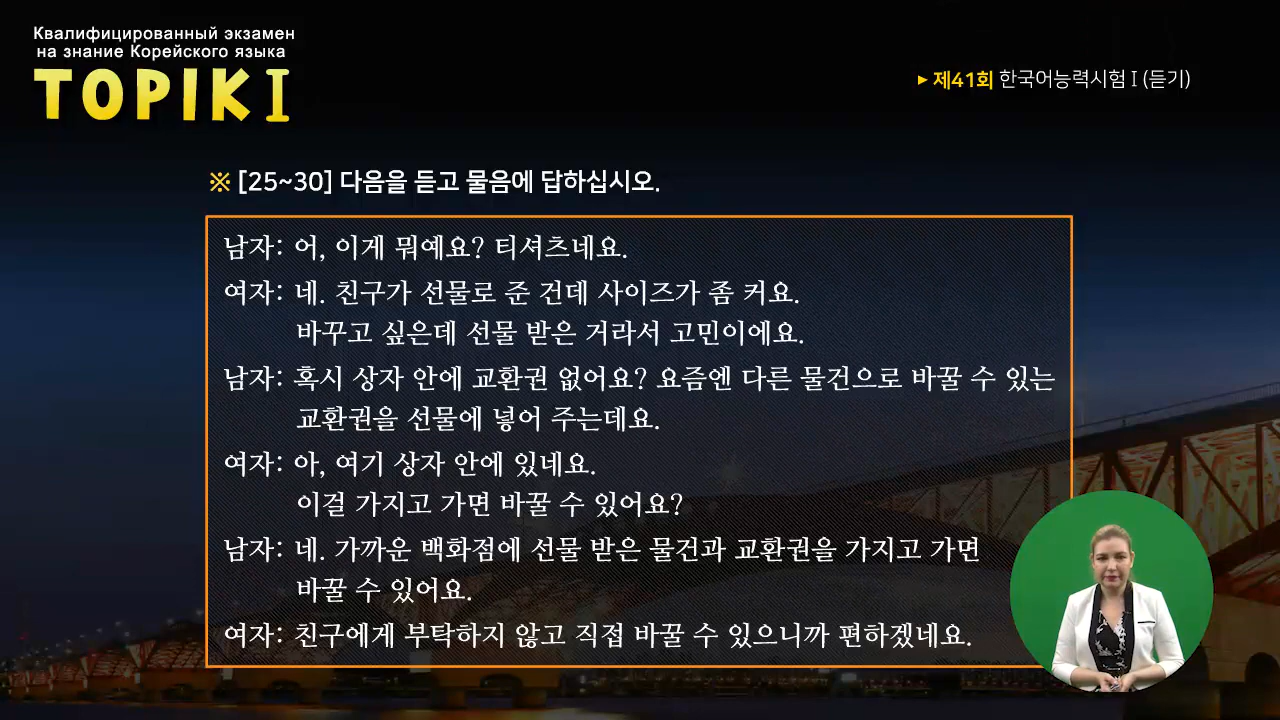 Квалифицированный экзамен
на знание Корейского языка
TOPIK I
▸ 제41회 한국어능력시험 I (듣기)
※ [25~30] 다음을 듣고 물음에 답하십시오.
남자: 어, 이게 뭐예요? 티셔츠네요.
여자: 네. 친구가 선물로 준 건데 사이즈가 좀 커요.
바꾸고 싶은데 선물 받은 거라서 고민이에요.
남자: 혹시 상자 안에 교환권 없어요? 요즘엔 다른 물건으로 바꿀 수 있는
교환권을 선물에 넣어 주는데요.
여자: 아, 여기 상자 안에 있네요.
이걸 가지고 가면 바꿀 수 있어요?
남자: 네. 가까운 백화점에 선물 받은 물건과 교환권을 가지고 가면
바꿀 수 있어요.
여자: 친구에게 부탁하지 않고 직접 바꿀 수 있으니까 편하겠네요.